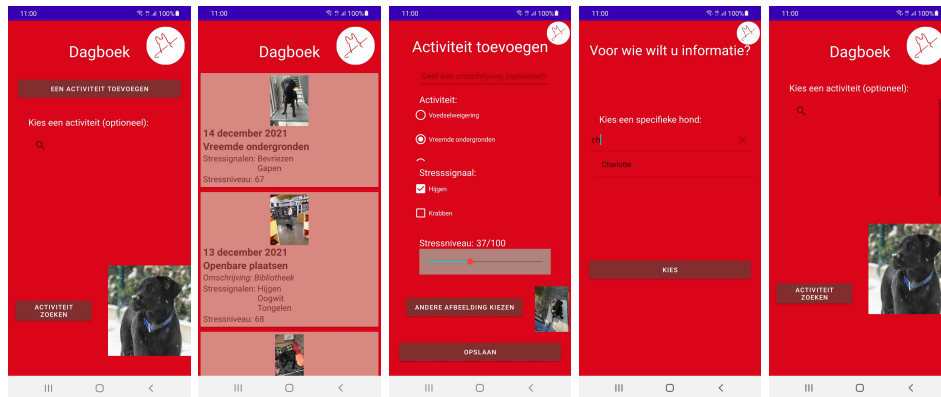 11:00
100%
Dagboek
EEN ACTIVITEIT TOEVOEGEN
Kies een activiteit (optioneel):
ACTIVITEIT
ZOEKEN
11:00
100%
Dagboek
14 december 2021
Vreemde ondergronden
Stressignalen: Bevriezen
Gapen
Stressniveau: 67
13 december 2021
Openbare plaatsen
Omschrijving: Bibliotheek
Stressignalen: Hijgen
Oogwit
Tongelen
Stressniveau: 68
11:00
100%
Activiteit toevoegen
Geef een omschrijving (optioneel):
Activiteit:
Voedselweigering
Vreemde ondergronden
Stresssignaal:
Hijgen
Krabben
Stressniveau: 37/100
ANDERE AFBEELDING KIEZEN
OPSLAAN
11:00
100%
Voor wie wilt u informatie?
Kies een specifieke hond:
ch
Charlotte
KIES
11:00
100%
Dagboek
Kies een activiteit (optioneel):
ACTIVITEIT
ZOEKEN